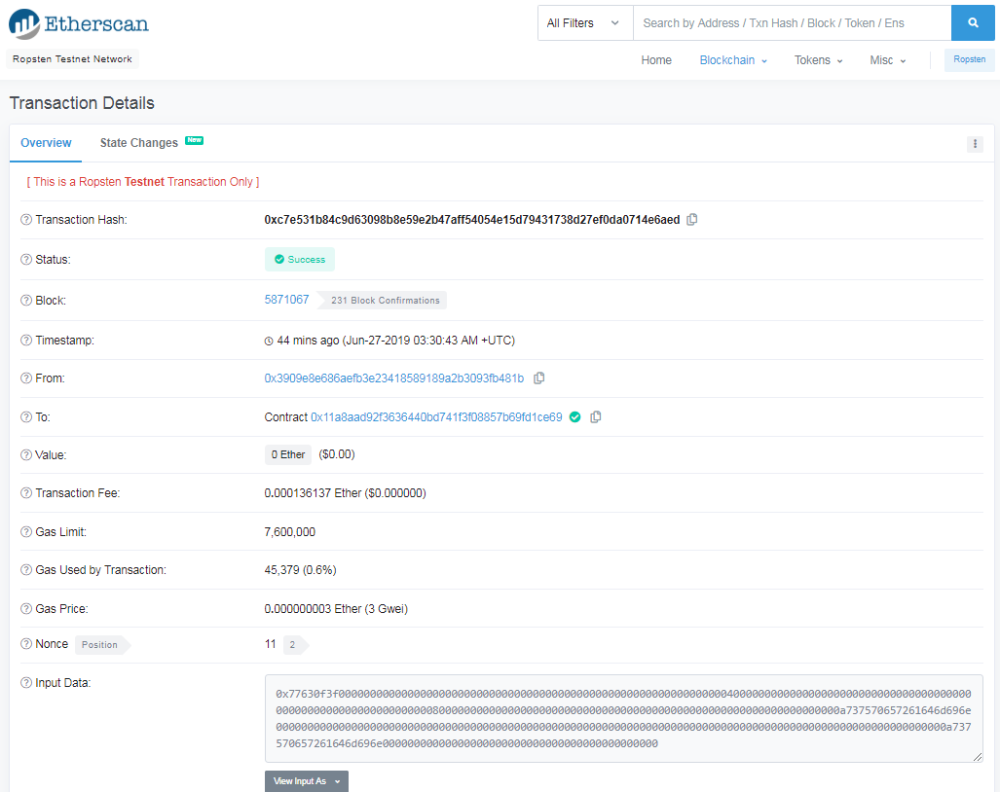 Etherscan
All Filters
Search by Address / Txn Hash / Block / Token / Ens
Ropsten Testnet Network
Home
Blockchain
Tokens
Misc
Ropsten
Transaction Details
Overview
State Changes New
[ This is a Ropsten Testnet Transaction Only ]
Transaction Hash: 0xc7e531b84c9d63098b8e59e2b47aff54054e15d79431738d27ef0da0714e6aed
Status: Success
Block: 5871067 231 Block Confirmations
Timestamp: 44 mins ago (Jun-27-2019 03:30:43 AM +UTC)
From: 0x3909e8e686aefb3e23418589189a2b3093fb481b
To: Contract 0x11a8aad92f3636440bd741f3f08857b69fd1ce69
Value: 0 Ether ($0.00)
Transaction Fee: 0.000136137 Ether ($0.000000)
Gas Limit: 7,600,000
Gas Used by Transaction: 45,379 (0.6%)
Gas Price: 0.000000003 Ether (3 Gwei)
Nonce Position 11 2
Input Data:
0x77630f3f00000000000000000000000000000000000000000000000000000000000000400000000000000000000000000000000000000
0000000000000000000000000800000000000000000000000000000000000000000000000000000000000000000a737570657261646d696e
00000000000000000000000000000000000000000000000000000000000000000000000000000000000000000000000000000000000a737
570657261646d696e00000000000000000000000000000000000000000000
View Input As